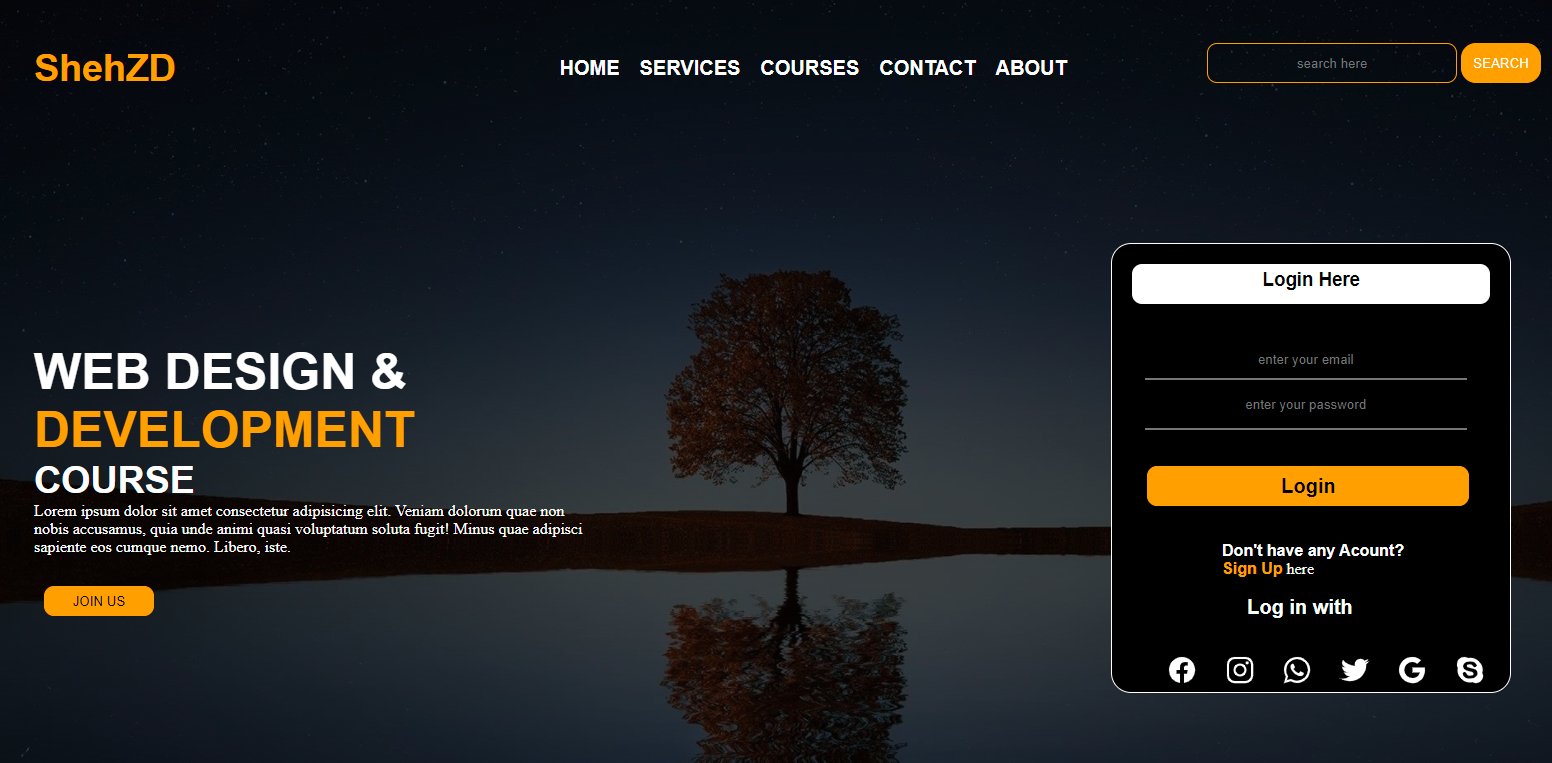 ShehZD
HOME SERVICES COURSES CONTACT ABOUT
search here
SEARCH
WEB DESIGN &
DEVELOPMENT
COURSE
Lorem ipsum dolor sit amet consectetur adipisicing elit. Veniam dolorum quae non
nobis accusamus, quia unde animi quasi voluptatum soluta fugit! Minus quae adipisci
sapiente eos cumque nemo. Libero, iste.
JOIN US
Login Here
enter your email
enter your password
Login
Don't have any Acount?
Sign Up here
Log in with